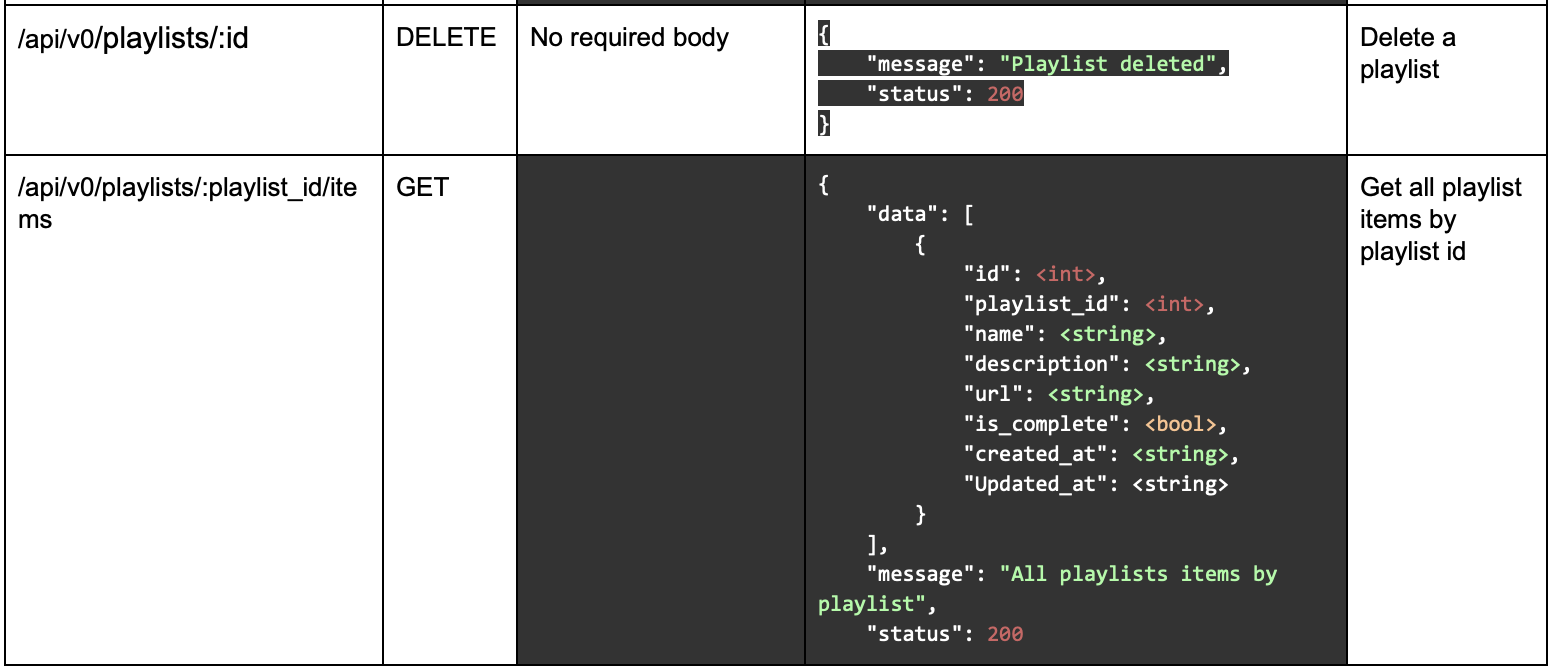 /api/v0/playlists/:id
DELETE
No required body
{
    "message": "Playlist deleted",
    "status": 200
}
Delete a
playlist
/api/v0/playlists/:playlist_id/ite
ms
GET
{
    "data": [
        {
            "id": <int>,
            "playlist_id": <int>,
            "name": <string>,
            "description": <string>,
            "url": <string>,
            "is_complete": <bool>,
            "created_at": <string>,
            "Updated_at": <string>
        }
    ],
    "message": "All playlists items by
playlist",
    "status": 200
Get all playlist
items by
playlist id